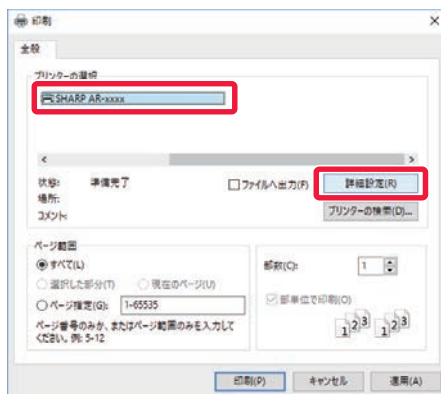 印刷
全般
プリンターの選択
SHARP AR-xxxx
状態: 準備完了
場所:
コメント:
ファイルへ出力(F)
詳細設定(R)
プリンターの検索(D)...
ページ範囲
すべて(L)
選択した部分(T) 現在のページ(U)
ページ指定(G): 1-65535
ページ番号のみか、またはページ範囲のみを入力して
ください。例: 5-12
部数(C): 1
部単位で印刷(O)
1 2 3 1 2 3
印刷(P) キャンセル 適用(A)